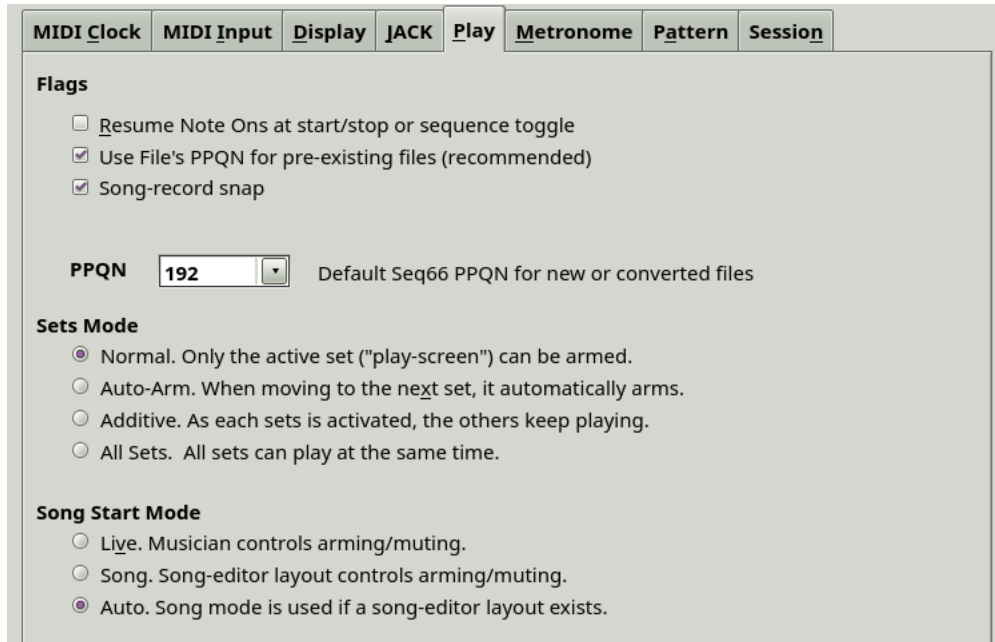 MIDI Clock MIDI Input Display JACK Play Metronome Pattern Session
Flags
Resume Note Ons at start/stop or sequence toggle
Use File's PPQN for pre-existing files (recommended)
Song-record snap
PPQN 192 Default Seq66 PPQN for new or converted files
Sets Mode
Normal. Only the active set ("play-screen") can be armed.
Auto-Arm. When moving to the next set, it automatically arms.
Additive. As each sets is activated, the others keep playing.
All Sets.  All sets can play at the same time.
Song Start Mode
Live. Musician controls arming/muting.
Song. Song-editor layout controls arming/muting.
Auto. Song mode is used if a song-editor layout exists.